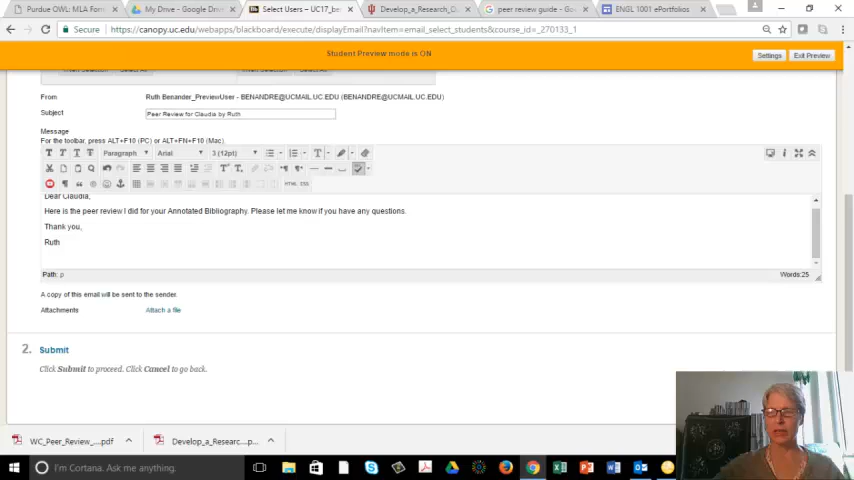 Purdue OWL: MLA Form
My Drive - Google Drive
Select Users – UC17_be
Develop_a_Research_D
peer review guide - Goo
ENGL 1001 ePortfolios
Secure
https://canopy.uc.edu/webapps/blackboard/execute/displayEmail?navItem=email_select_students&course_id=_270133_1
Student Preview mode is ON
Settings
Exit Preview
From
Ruth Benander_PreviewUser - BENANDRE@UCMAIL.UC.EDU (BENANDRE@UCMAIL.UC.EDU)
Subject
Peer Review for Claudia by Ruth
Message
For the toolbar, press ALT+F10 (PC) or ALT+FN+F10 (Mac).
T T T T Paragraph Arial 3 (12pt)
HTML CSS
Dear Claudia,
Here is the peer review I did for your Annotated Bibliography. Please let me know if you have any questions.
Thank you,
Ruth
Path: p
Words:25
A copy of this email will be sent to the sender.
Attachments
Attach a file
2. Submit
Click Submit to proceed. Click Cancel to go back.
WC_Peer_Review_....pdf
Develop_a_Researc...p...
I'm Cortana. Ask me anything.